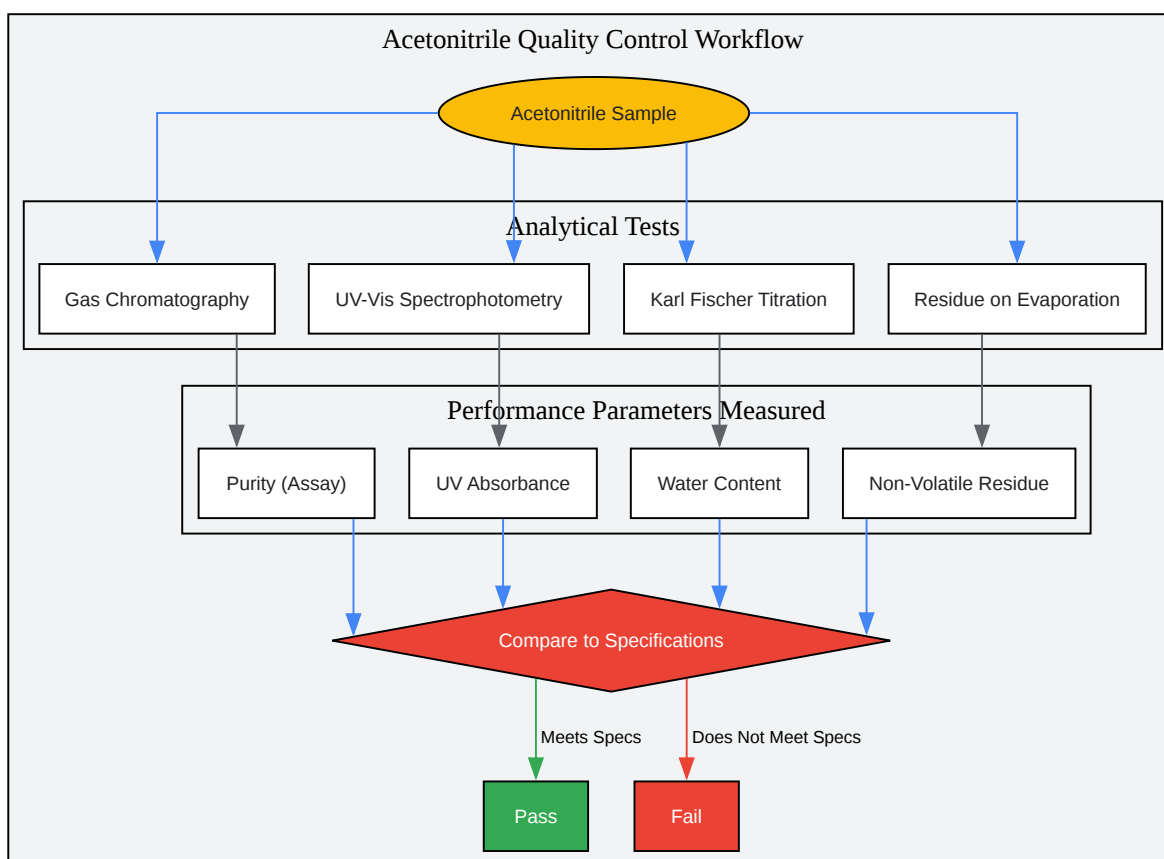 Acetonitrile Quality Control Workflow
Acetonitrile Sample
Analytical Tests
Gas Chromatography
UV-Vis Spectrophotometry
Karl Fischer Titration
Residue on Evaporation
Performance Parameters Measured
Purity (Assay)
UV Absorbance
Water Content
Non-Volatile Residue
Compare to Specifications
Meets Specs
Does Not Meet Specs
Pass
Fail